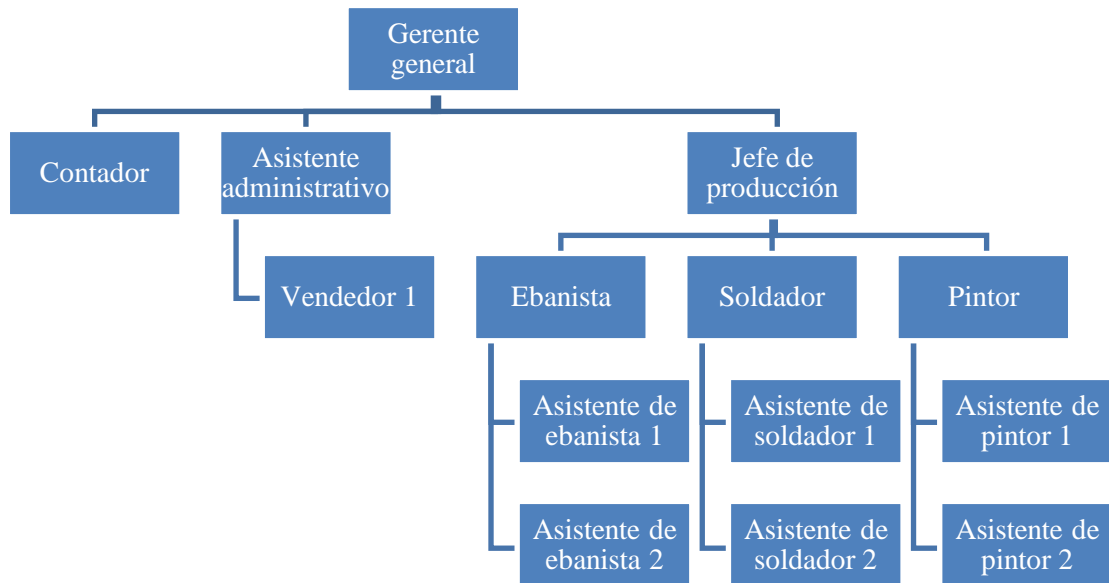 Gerente
general
Contador
Asistente
administrativo
Jefe de
producción
Vendedor 1
Ebanista
Soldador
Pintor
Asistente de
ebanista 1
Asistente de
soldador 1
Asistente de
pintor 1
Asistente de
ebanista 2
Asistente de
soldador 2
Asistente de
pintor 2